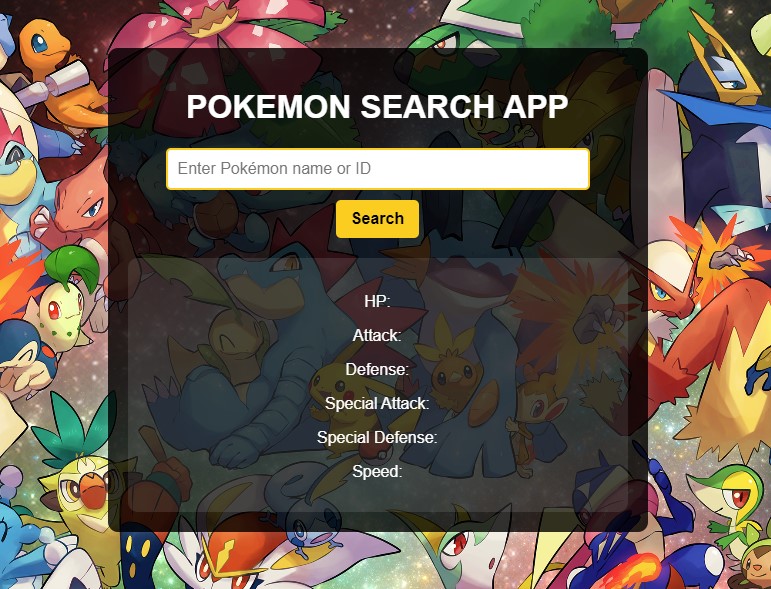 POKEMON SEARCH APP
Enter Pokémon name or ID
Search
HP:
Attack:
Defense:
Special Attack:
Special Defense:
Speed: